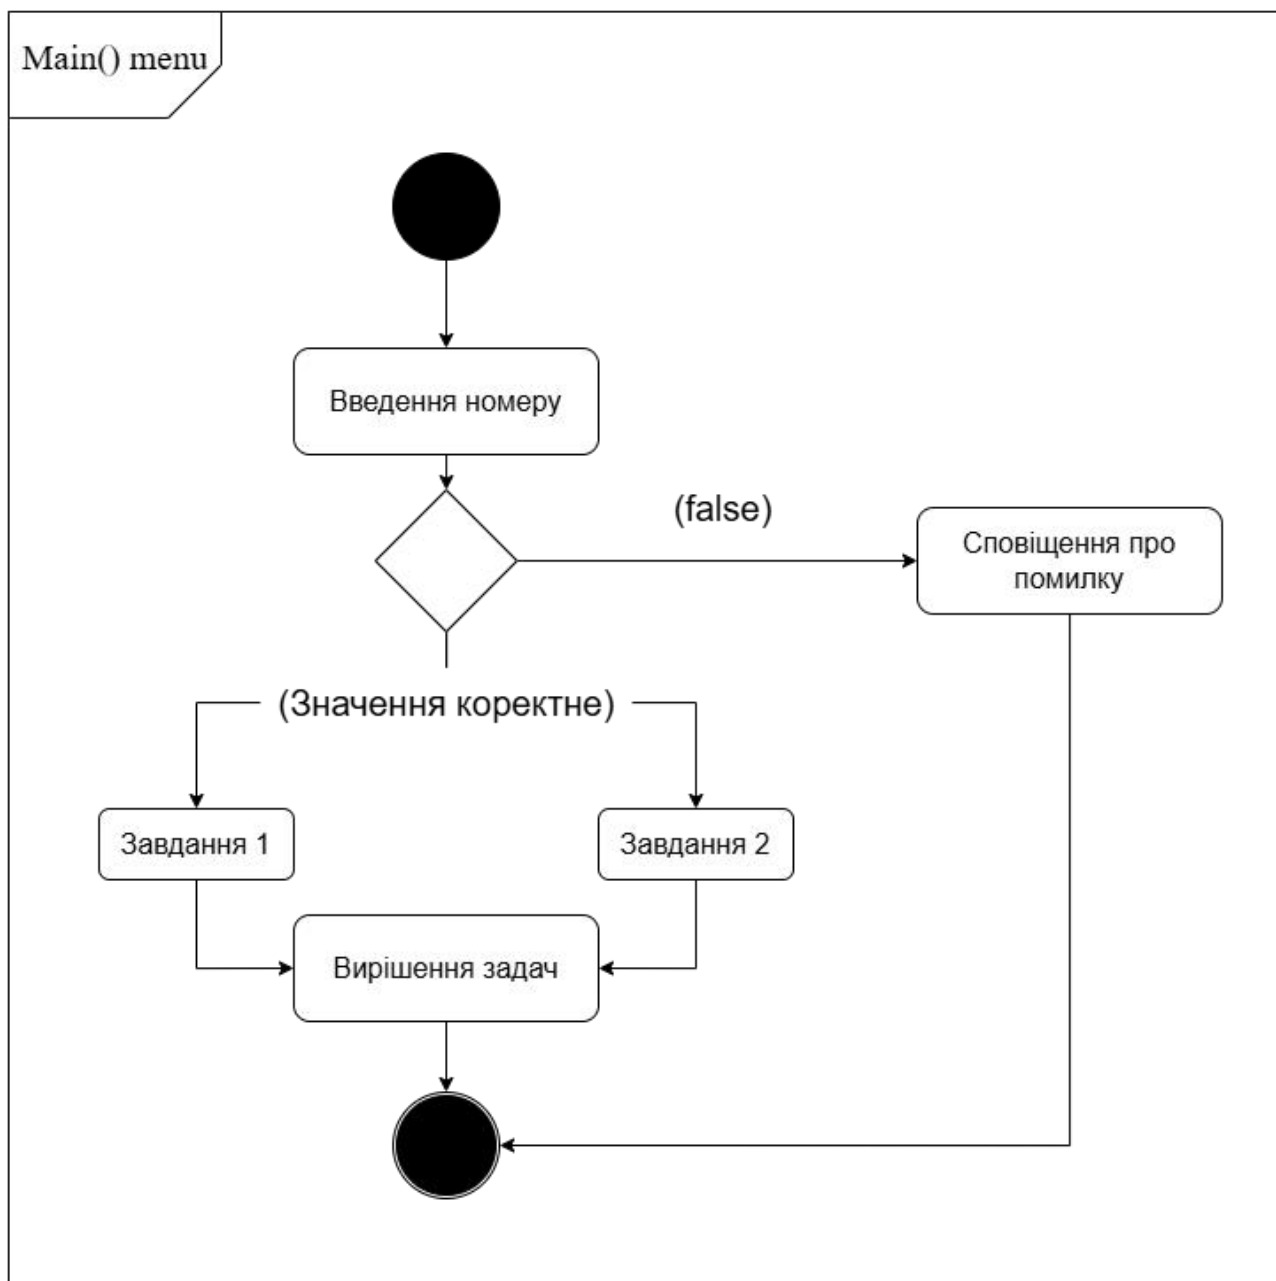 Main() menu
Введення номеру
(false)
Сповіщення про
помилку
(Значення коректне)
Завдання 1
Завдання 2
Вирішення задач